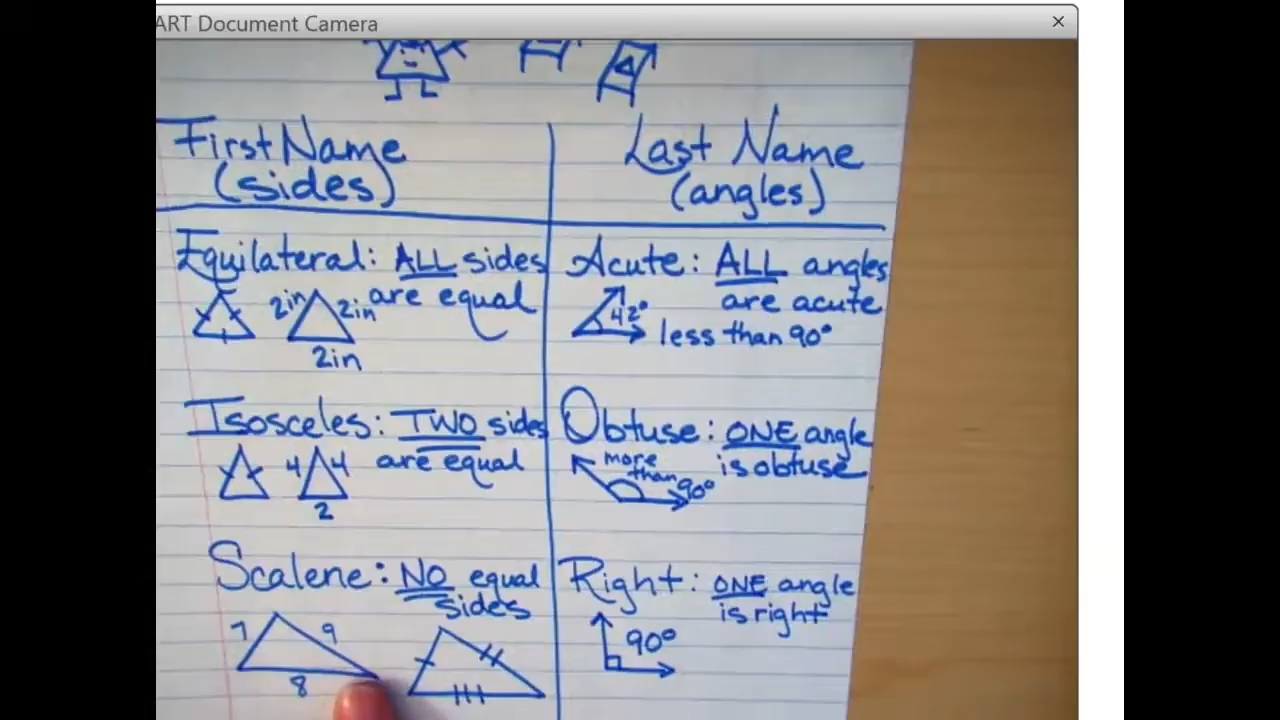 ART Document Camera
First Name
(sides)
Last Name
(angles)
Equilateral: ALL sides
are equal
2in
2in
2in
Isosceles: TWO sides
are equal
4
4
2
Scalene: NO equal
sides
7
9
8
Acute: ALL angles
are acute
42°
less than 90°
Obtuse: ONE angle
is obtuse
more
than
90°
Right: ONE angle
is right
90°